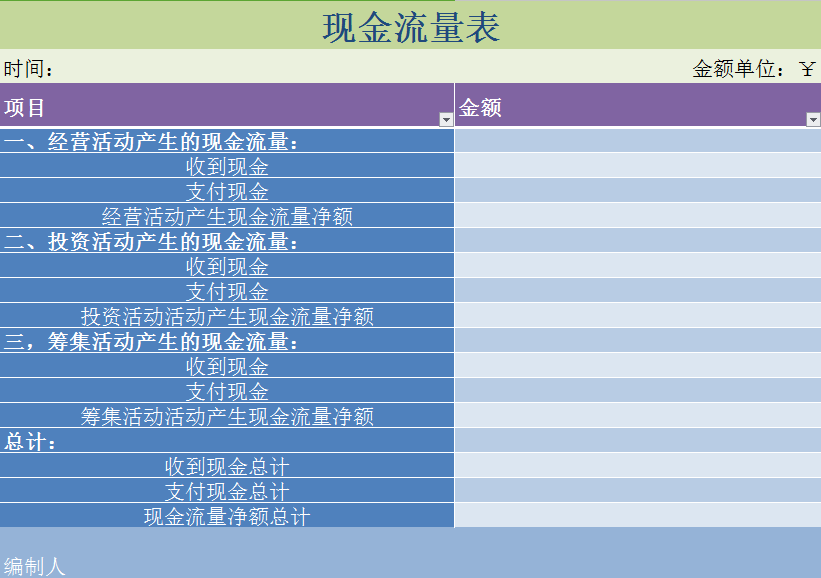 现金流量表
时间： 金额单位：￥
项目 金额
一、经营活动产生的现金流量：
收到现金
支付现金
经营活动产生现金流量净额
二、投资活动产生的现金流量：
收到现金
支付现金
投资活动活动产生现金流量净额
三，筹集活动产生的现金流量：
收到现金
支付现金
筹集活动活动产生现金流量净额
总计：
收到现金总计
支付现金总计
现金流量净额总计
编制人